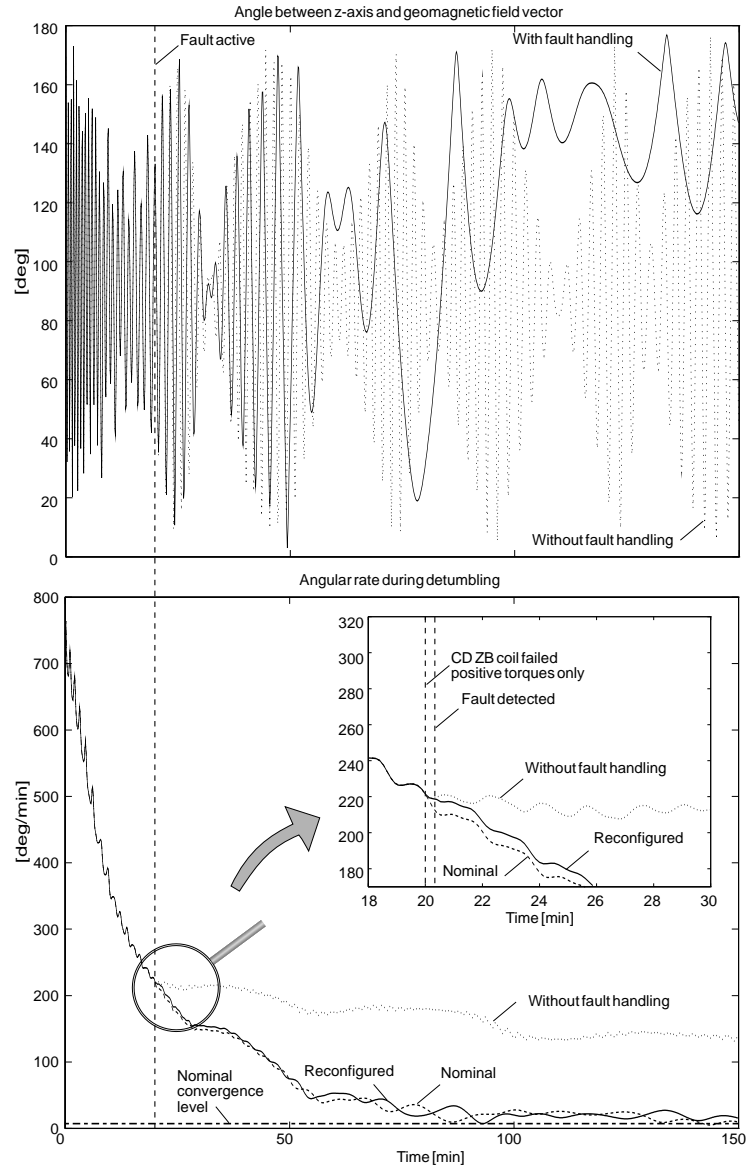 Angle between z-axis and geomagnetic field vector
180
160
140
120
100
80
60
40
20
0
[deg]
Fault active
With fault handling
Without fault handling
Angular rate during detumbling
800
700
600
500
400
300
200
100
0
[deg/min]
320
300
280
260
240
220
200
180
170
CD ZB coil failed
positive torques only
Fault detected
Without fault handling
Reconfigured
Nominal
18
20
22
24
26
28
30
Time [min]
Without fault handling
Nominal
convergence
level
Reconfigured
Nominal
0
50
100
150
Time [min]